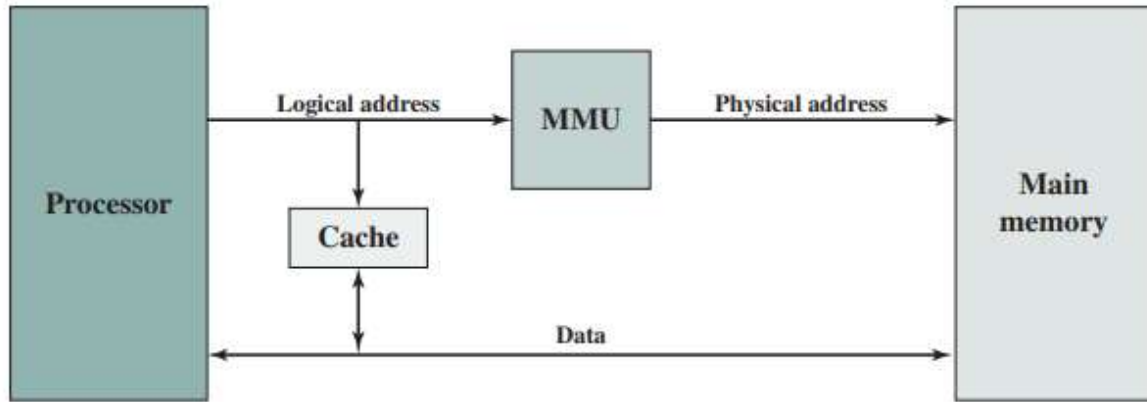 Logical address
MMU
Physical address
Processor
Cache
Main
memory
Data